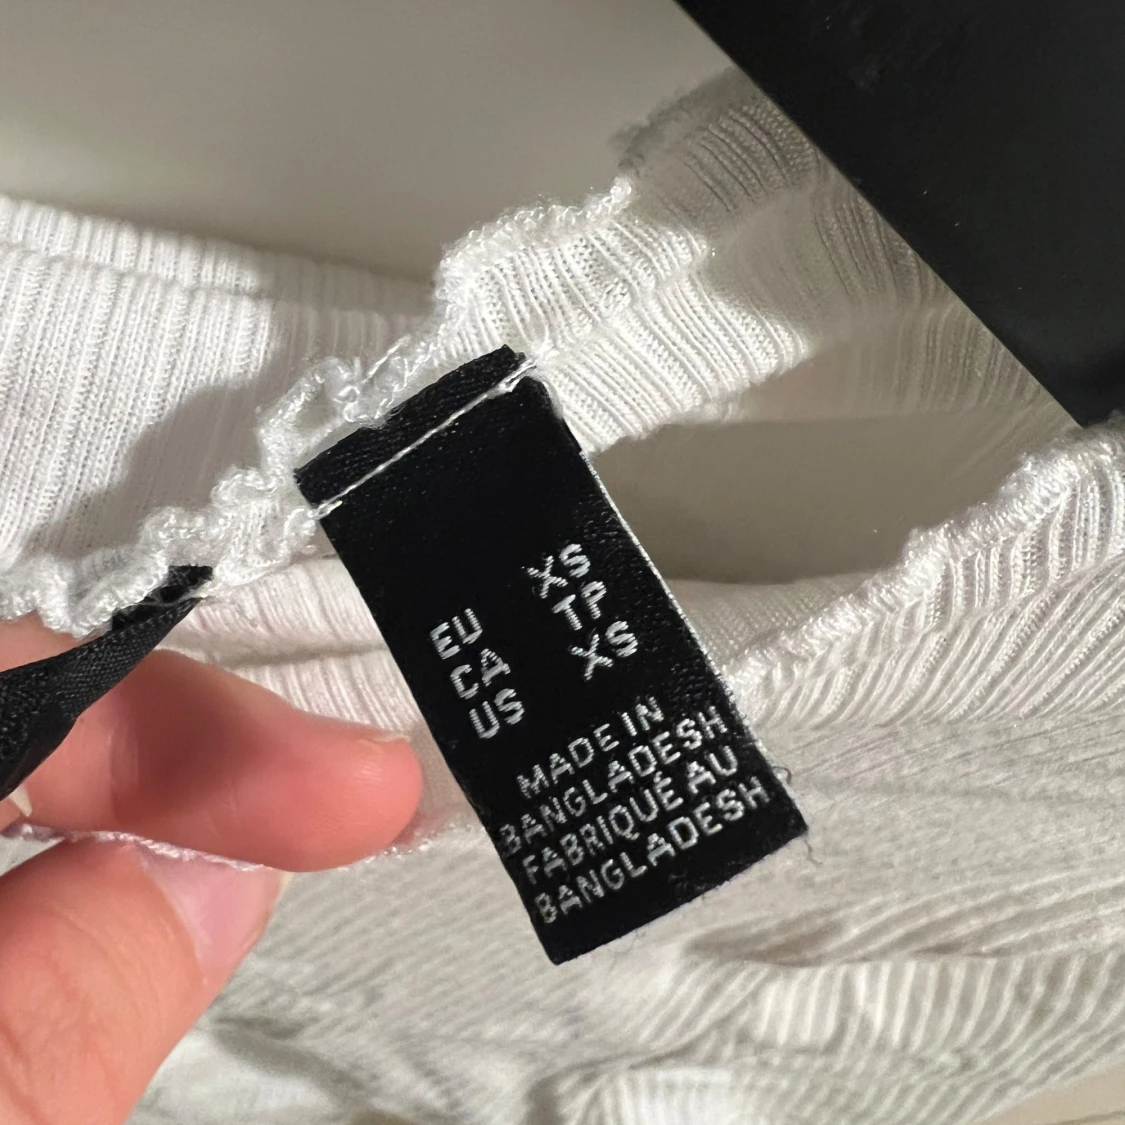 EU XS
CA TP
US XS
MADE IN
BANGLADESH
FABRIQUÉ AU
BANGLADESH